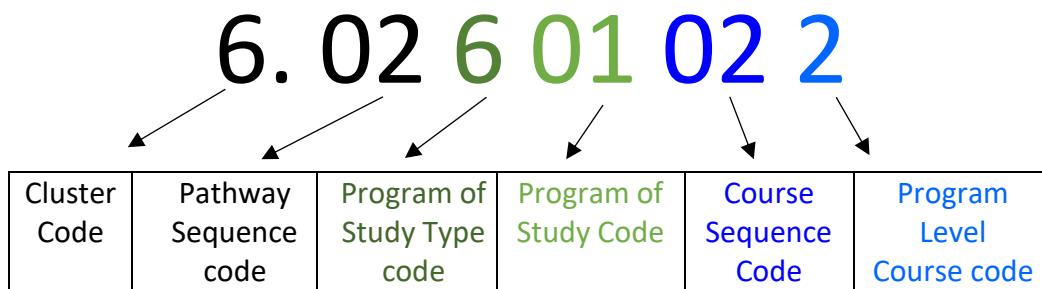 6. 02 6 01 02 2
Cluster Pathway Program of Program of Course Program
Code Sequence Study Type Study Code Sequence Level
code code Code Course code